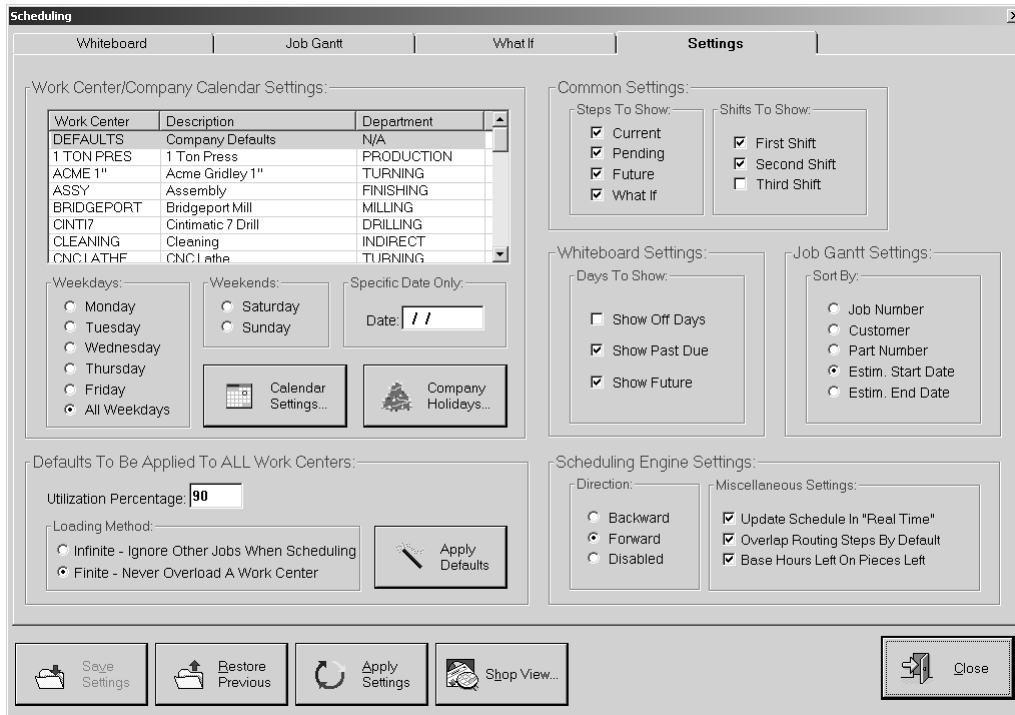 Scheduling
Whiteboard
Job Gantt
What If
Settings
Work Center/Company Calendar Settings:
Work Center Description Department
DEFAULTS Company Defaults N/A
1 TON PRES 1 Ton Press PRODUCTION
ACME 1" Acme Gridley 1" TURNING
ASSY Assembly FINISHING
BRIDGEPORT Bridgeport Mill MILLING
CINTI7 Cintimatic 7 Drill DRILLING
CLEANING Cleaning INDIRECT
CNC LATHE CNC Lathe TURNING
Weekdays:
Monday
Tuesday
Wednesday
Thursday
Friday
All Weekdays
Weekends:
Saturday
Sunday
Specific Date Only:
Date: / /
Calendar
Settings...
Company
Holidays...
Defaults To Be Applied To ALL Work Centers:
Utilization Percentage: 90
Loading Method:
Infinite - Ignore Other Jobs When Scheduling
Finite - Never Overload A Work Center
Apply
Defaults
Common Settings:
Steps To Show:
Current
Pending
Future
What If
Shifts To Show:
First Shift
Second Shift
Third Shift
Whiteboard Settings:
Days To Show:
Show Off Days
Show Past Due
Show Future
Job Gantt Settings:
Sort By:
Job Number
Customer
Part Number
Estim. Start Date
Estim. End Date
Scheduling Engine Settings:
Direction:
Backward
Forward
Disabled
Miscellaneous Settings:
Update Schedule In "Real Time"
Overlap Routing Steps By Default
Base Hours Left On Pieces Left
Save
Settings
Restore
Previous
Apply
Settings
Shop View...
Close